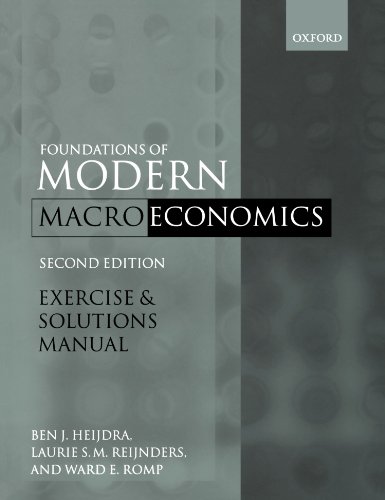 OXFORD
FOUNDATIONS OF
MODERN
MACROECONOMICS
SECOND EDITION
EXERCISE &
SOLUTIONS
MANUAL
BEN J. HEIJDRA,
LAURIE S. M. REIJNDERS,
AND WARD E. ROMP